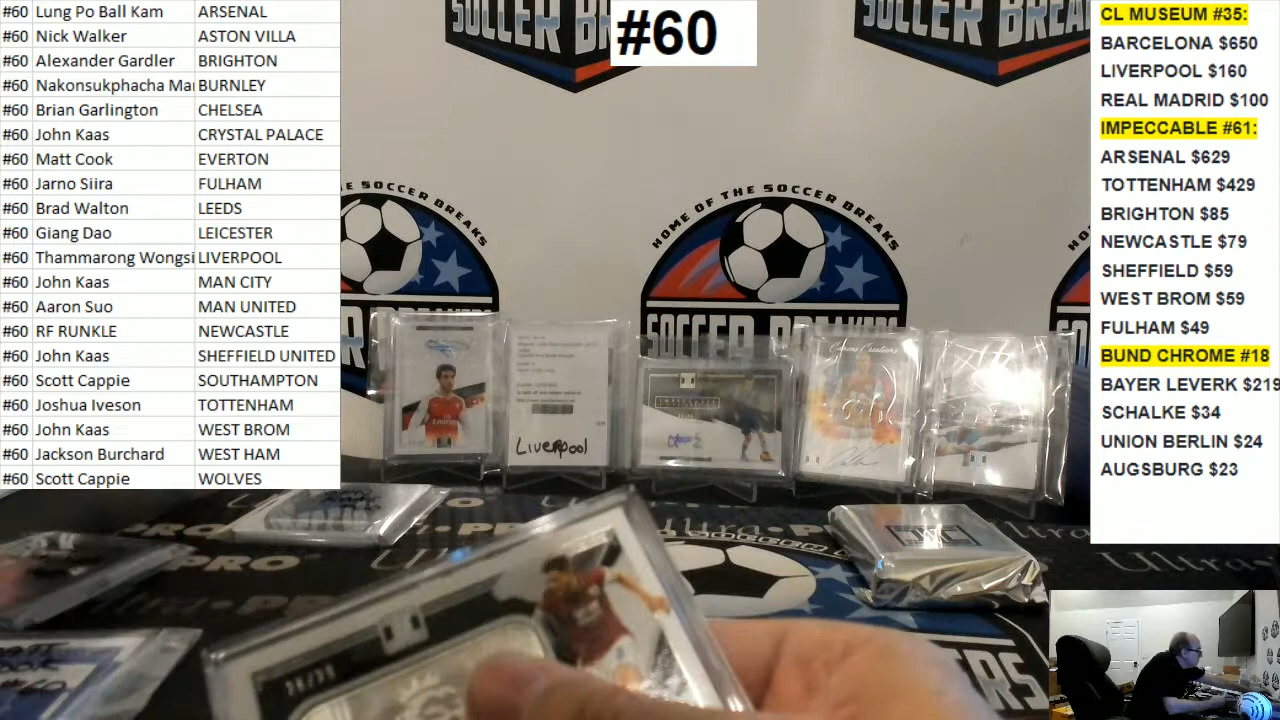 #60 Lung Po Ball Kam ARSENAL
#60 Nick Walker ASTON VILLA
#60 Alexander Gardler BRIGHTON
#60 Nakonsukphacha Mai BURNLEY
#60 Brian Garlington CHELSEA
#60 John Kaas CRYSTAL PALACE
#60 Matt Cook EVERTON
#60 Jarno Siira FULHAM
#60 Brad Walton LEEDS
#60 Giang Dao LEICESTER
#60 Thammarong Wongsi LIVERPOOL
#60 John Kaas MAN CITY
#60 Aaron Suo MAN UNITED
#60 RF RUNKLE NEWCASTLE
#60 John Kaas SHEFFIELD UNITED
#60 Scott Cappie SOUTHAMPTON
#60 Joshua Iveson TOTTENHAM
#60 John Kaas WEST BROM
#60 Jackson Burchard WEST HAM
#60 Scott Cappie WOLVES
#60
SOCCER BREAKERS
HOME OF THE SOCCER BREAKS
SOCCER BREAKERS
Liverpool
CL MUSEUM #35:
BARCELONA $650
LIVERPOOL $160
REAL MADRID $100
IMPECCABLE #61:
ARSENAL $629
TOTTENHAM $429
BRIGHTON $85
NEWCASTLE $79
SHEFFIELD $59
WEST BROM $59
FULHAM $49
BUND CHROME #18
BAYER LEVERK $219
SCHALKE $34
UNION BERLIN $24
AUGSBURG $23
Ultra PRO